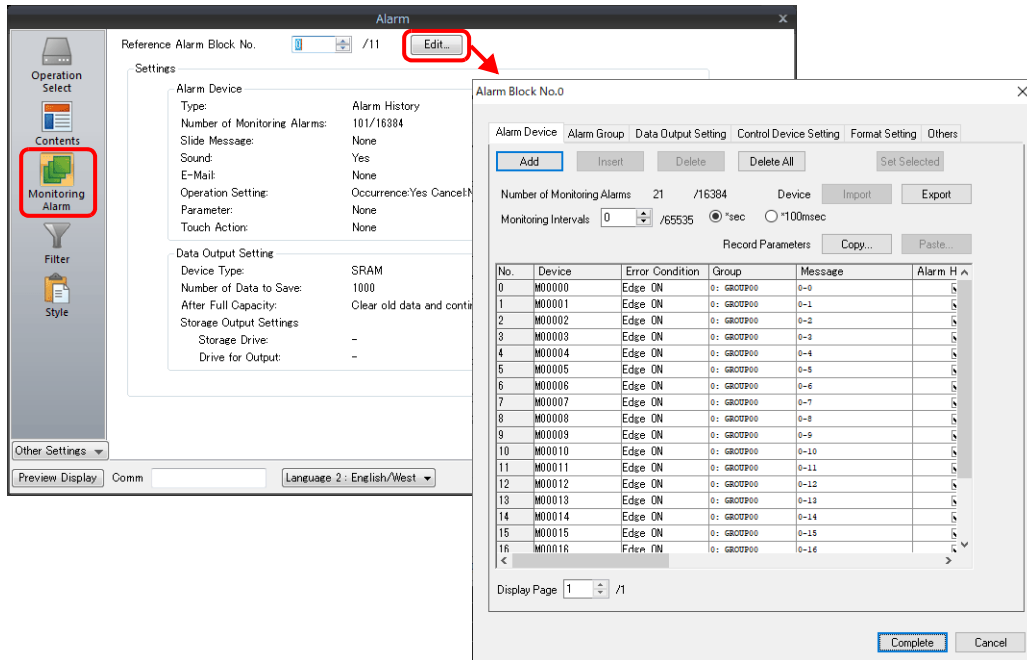 Alarm
x
Reference Alarm Block No. 0 /11 Edit...
Operation Select
Contents
Monitoring Alarm
Filter
Style
Settings
Alarm Device
Type: Alarm History
Number of Monitoring Alarms: 101/16384
Slide Message: None
Sound: Yes
E-Mail: None
Operation Setting: Occurrence:Yes Cancel:N
Parameter: None
Touch Action: None
Data Output Setting
Device Type: SRAM
Number of Data to Save: 1000
After Full Capacity: Clear old data and contin
Storage Output Settings
Storage Drive: -
Drive for Output: -
Other Settings
Preview Display Comm Language 2 : English/West
Alarm Block No.0
Alarm Device Alarm Group Data Output Setting Control Device Setting Format Setting Others
Add Insert Delete Delete All Set Selected
Number of Monitoring Alarms 21 /16384 Device Import Export
Monitoring Intervals 0 /65535 *sec *100msec
Record Parameters Copy... Paste...
No. Device Error Condition Group Message Alarm H
0 M00000 Edge ON 0: GROUP00 0-0
1 M00001 Edge ON 0: GROUP00 0-1
2 M00002 Edge ON 0: GROUP00 0-2
3 M00003 Edge ON 0: GROUP00 0-3
4 M00004 Edge ON 0: GROUP00 0-4
5 M00005 Edge ON 0: GROUP00 0-5
6 M00006 Edge ON 0: GROUP00 0-6
7 M00007 Edge ON 0: GROUP00 0-7
8 M00008 Edge ON 0: GROUP00 0-8
9 M00009 Edge ON 0: GROUP00 0-9
10 M00010 Edge ON 0: GROUP00 0-10
11 M00011 Edge ON 0: GROUP00 0-11
12 M00012 Edge ON 0: GROUP00 0-12
13 M00013 Edge ON 0: GROUP00 0-13
14 M00014 Edge ON 0: GROUP00 0-14
15 M00015 Edge ON 0: GROUP00 0-15
16 M00016 Edge ON 0: GROUP00 0-16
Display Page 1 /1
Complete Cancel